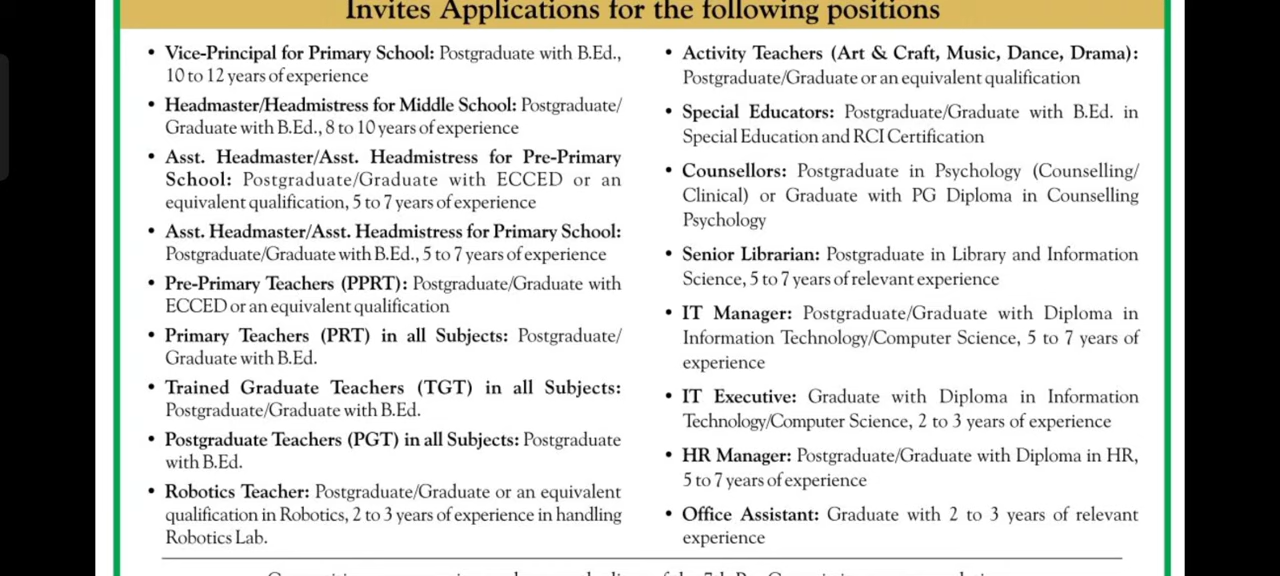 Invites Applications for the following positions
• Vice-Principal for Primary School: Postgraduate with B.Ed.,
10 to 12 years of experience
• Headmaster/Headmistress for Middle School: Postgraduate/
Graduate with B.Ed., 8 to 10 years of experience
• Asst. Headmaster/Asst. Headmistress for Pre-Primary
School: Postgraduate/Graduate with ECCED or an
equivalent qualification, 5 to 7 years of experience
• Asst. Headmaster/Asst. Headmistress for Primary School:
Postgraduate/Graduate with B.Ed., 5 to 7 years of experience
• Pre-Primary Teachers (PPRT): Postgraduate/Graduate with
ECCED or an equivalent qualification
• Primary Teachers (PRT) in all Subjects: Postgraduate/
Graduate with B.Ed.
• Trained Graduate Teachers (TGT) in all Subjects:
Postgraduate/Graduate with B.Ed.
• Postgraduate Teachers (PGT) in all Subjects: Postgraduate
with B.Ed.
• Robotics Teacher: Postgraduate/Graduate or an equivalent
qualification in Robotics, 2 to 3 years of experience in handling
Robotics Lab.
• Activity Teachers (Art & Craft, Music, Dance, Drama):
Postgraduate/Graduate or an equivalent qualification
• Special Educators: Postgraduate/Graduate with B.Ed. in
Special Education and RCI Certification
• Counsellors: Postgraduate in Psychology (Counselling/
Clinical) or Graduate with PG Diploma in Counselling
Psychology
• Senior Librarian: Postgraduate in Library and Information
Science, 5 to 7 years of relevant experience
• IT Manager: Postgraduate/Graduate with Diploma in
Information Technology/Computer Science, 5 to 7 years of
experience
• IT Executive: Graduate with Diploma in Information
Technology/Computer Science, 2 to 3 years of experience
• HR Manager: Postgraduate/Graduate with Diploma in HR,
5 to 7 years of experience
• Office Assistant: Graduate with 2 to 3 years of relevant
experience